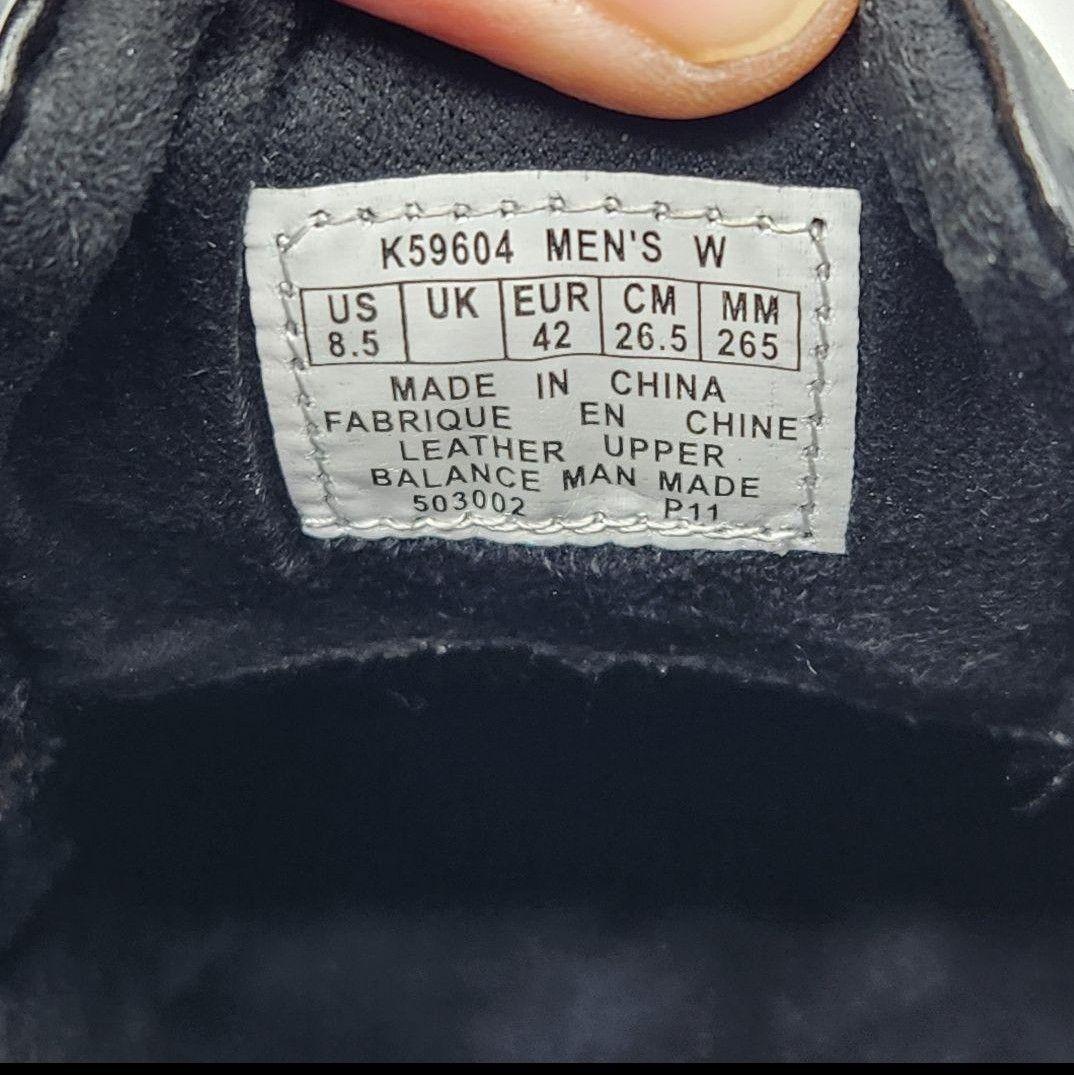 K59604 MEN'S W
US UK EUR CM MM
8.5 42 26.5 265
MADE IN CHINA
FABRIQUE EN CHINE
LEATHER UPPER
BALANCE MAN MADE
503002 P11